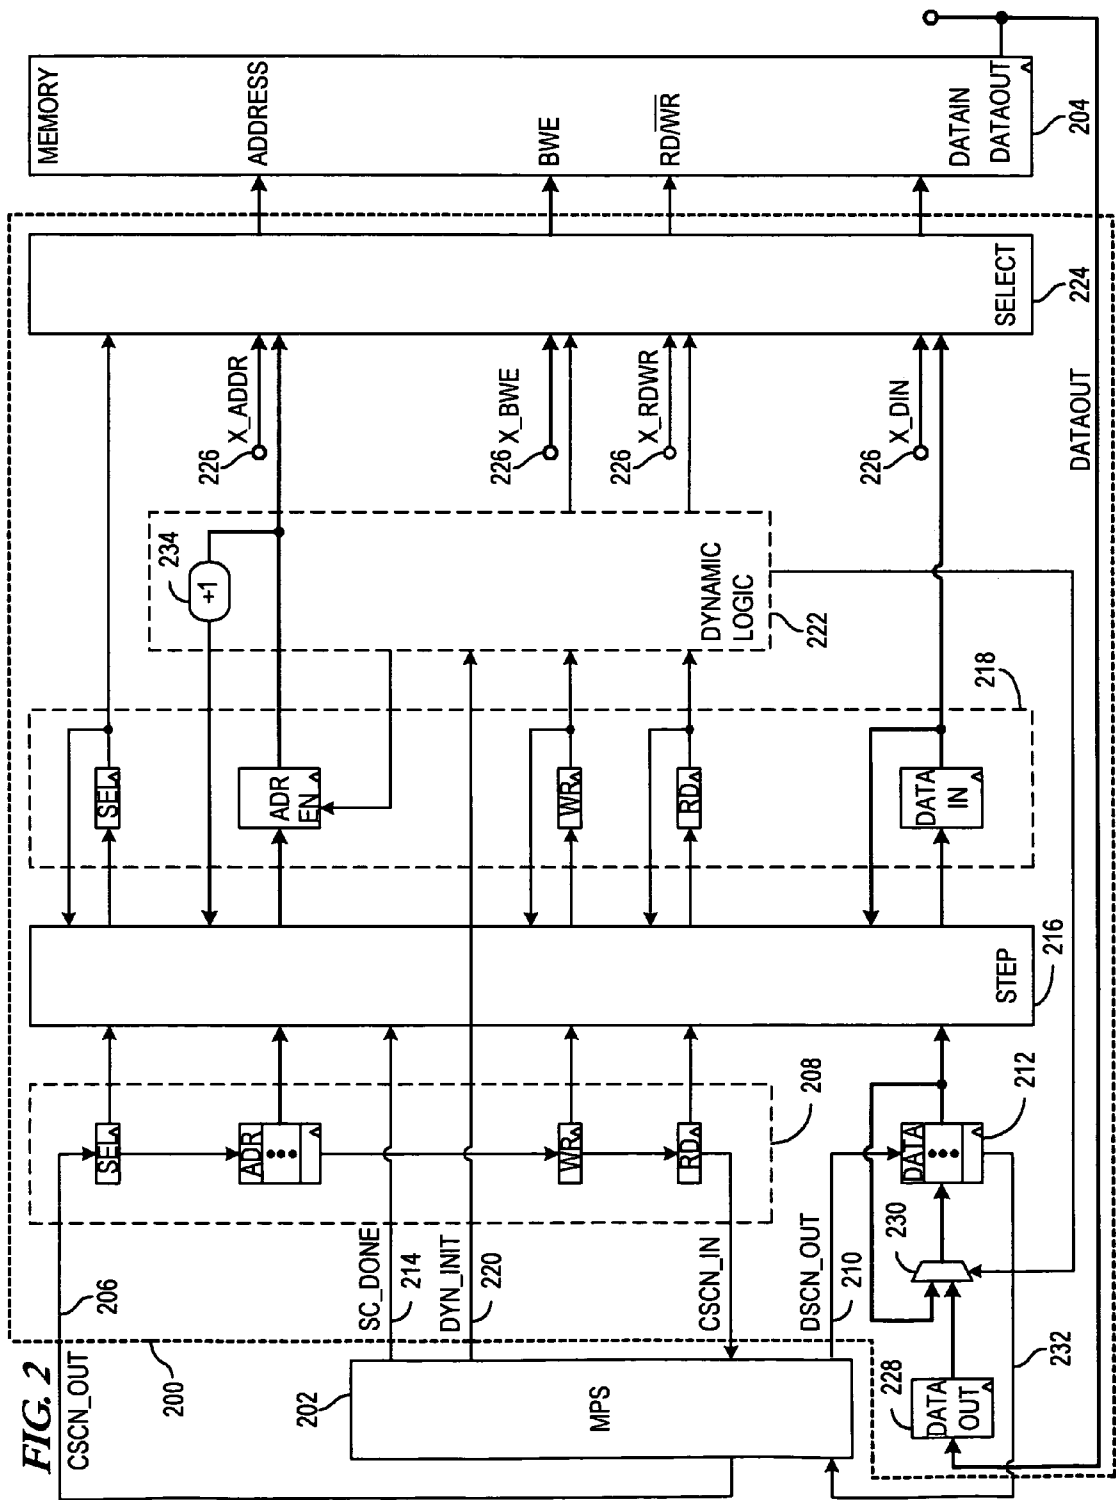 FIG. 2
CSCN_OUT
206
200
202
MPS
SC_DONE
214
DYN_INIT
220
CSCN_IN
DSCN_OUT
210
228
DATA
OUT
230
232
SEL
ADR
WR
RD
208
DATA
212
STEP
216
SEL
ADR
EN
WR
RD
DATA
IN
218
+1
234
DYNAMIC
LOGIC
222
226
X_ADDR
226
X_BWE
226
X_RDWR
226
X_DIN
SELECT
224
DATAOUT
MEMORY
ADDRESS
BWE
RD/WR
DATAIN
DATAOUT
204